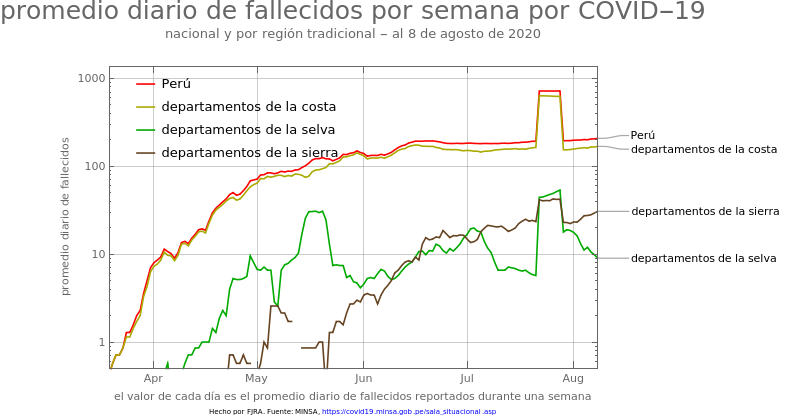 promedio diario de fallecidos por semana por COVID−19
nacional y por región tradicional − al 8 de agosto de 2020
promedio diario de fallecidos
1000
100
10
1
Perú
departamentos de la costa
departamentos de la selva
departamentos de la sierra
Perú
departamentos de la costa
departamentos de la sierra
departamentos de la selva
Apr May Jun Jul Aug
el valor de cada día es el promedio diario de fallecidos reportados durante una semana
Hecho por FJRA. Fuente: MINSA, https://covid19.minsa.gob.pe/sala_situacional.asp